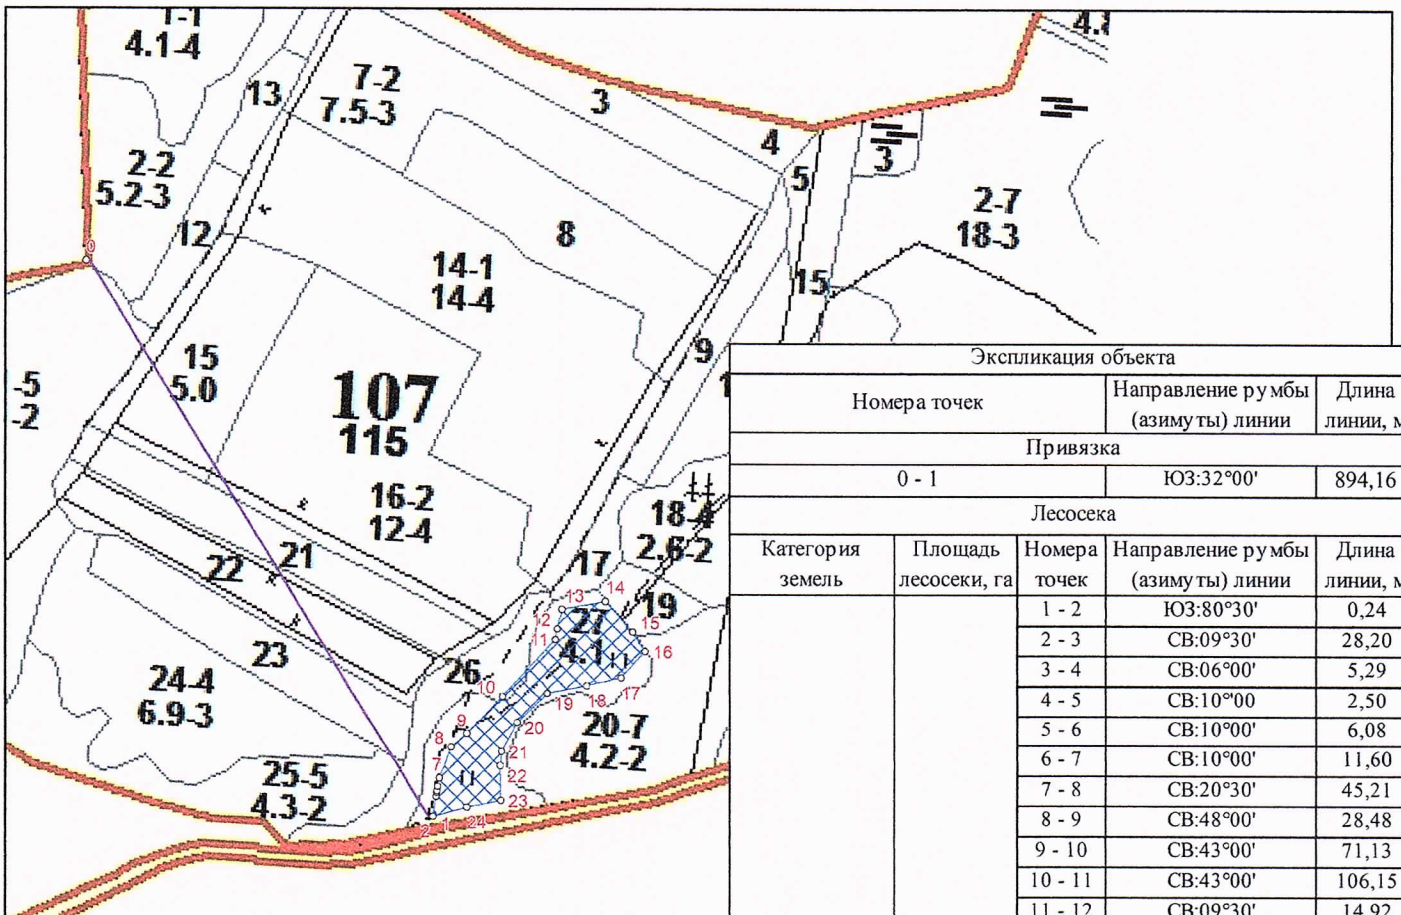 1-1
4.1-4
4.
13
7-2
7.5-3
3
4
5
3
2-2
5.2-3
12
0
8
2-7
18-3
14-1
14-4
15
9
15
5.0
-5
-2
107
115
16-2
12-4
18-4
2.6-2
17
19
21
22
23
26
24-4
6.9-3
25-5
4.3-2
27
4.1
20-7
4.2-2
13
14
12
11
15
16
10
17
18
19
9
20
8
21
7
22
23
2
1
24
Экспликация объекта
Номера точек
Направление румбы (азимуты) линии
Длина линии, м
Привязка
0 - 1 ЮЗ:32°00' 894,16
Лесосека
Категория земель
Площадь лесосеки, га
Номера точек
Направление румбы (азимуты) линии
Длина линии, м
1 - 2 ЮЗ:80°30' 0,24
2 - 3 СВ:09°30' 28,20
3 - 4 СВ:06°00' 5,29
4 - 5 СВ:10°'00 2,50
5 - 6 СВ:10°00' 6,08
6 - 7 СВ:10°00' 11,60
7 - 8 СВ:20°30' 45,21
8 - 9 СВ:48°00' 28,48
9 - 10 СВ:43°00' 71,13
10 - 11 СВ:43°00' 106,15
11 - 12 СВ:09°30' 14,92